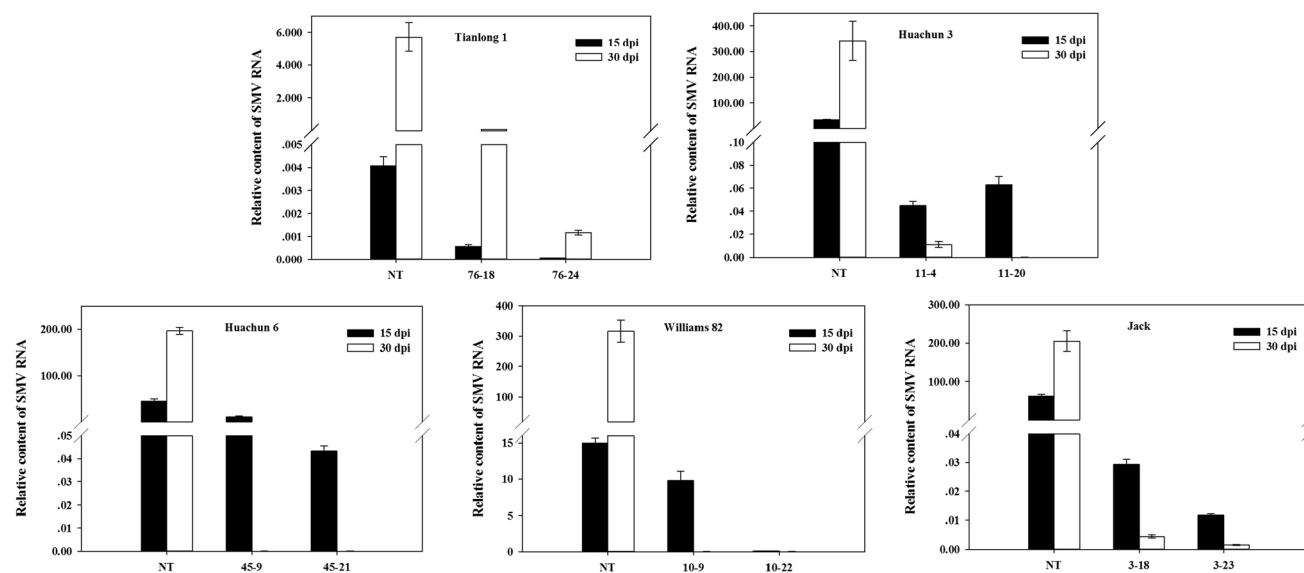 Tianlong 1
15 dpi
30 dpi
Relative content of SMV RNA
6.000
4.000
2.000
.005
.004
.003
.002
.001
0.000
NT 76-18 76-24
Huachun 3
15 dpi
30 dpi
Relative content of SMV RNA
400.00
300.00
200.00
100.00
.10
.08
.06
.04
.02
0.00
NT 11-4 11-20
Huachun 6
15 dpi
30 dpi
Relative content of SMV RNA
200.00
100.00
.05
.04
.03
.02
.01
0.00
NT 45-9 45-21
Williams 82
15 dpi
30 dpi
Relative content of SMV RNA
400
300
200
100
15
10
5
0
NT 10-9 10-22
Jack
15 dpi
30 dpi
Relative content of SMV RNA
300.00
200.00
100.00
.04
.03
.02
.01
0.00
NT 3-18 3-23